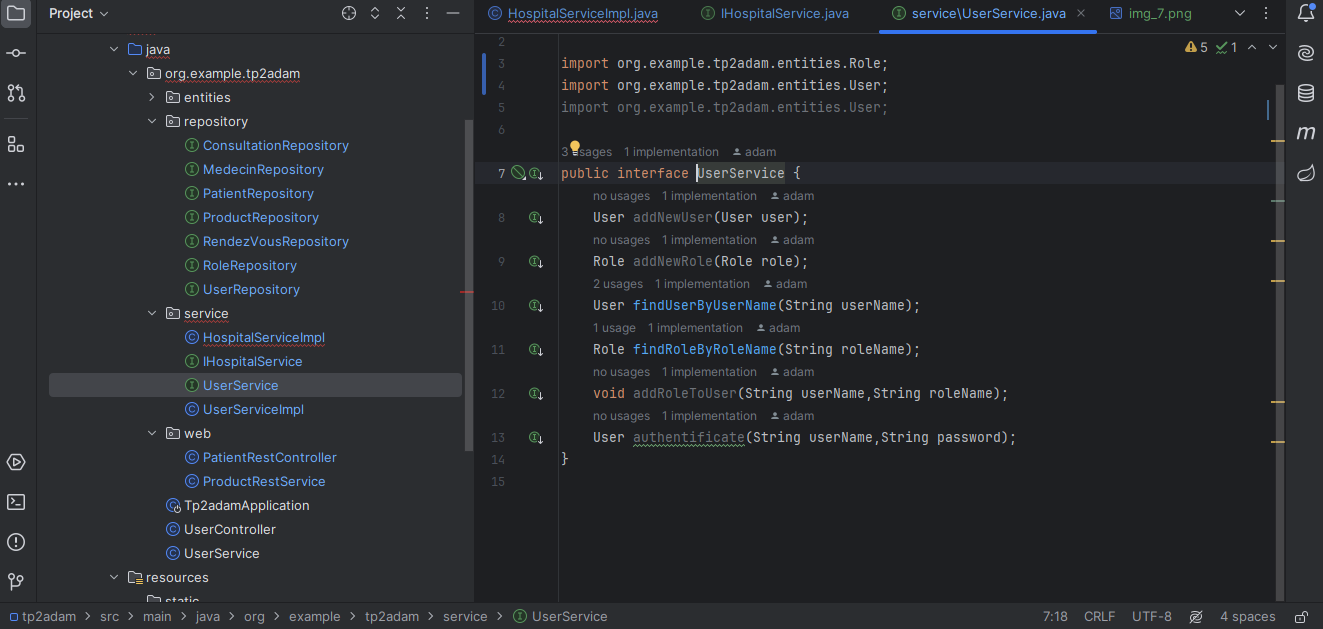 Project
HospitalServiceImpl.java
IHospitalService.java
service\UserService.java
img_7.png
java
org.example.tp2adam
entities
repository
ConsultationRepository
MedecinRepository
PatientRepository
ProductRepository
RendezVousRepository
RoleRepository
UserRepository
service
HospitalServiceImpl
IHospitalService
UserService
UserServiceImpl
web
PatientRestController
ProductRestService
Tp2adamApplication
UserController
UserService
resources
static
5 1
2
3 import org.example.tp2adam.entities.Role;
4 import org.example.tp2adam.entities.User;
5 import org.example.tp2adam.entities.User;
6
3 usages 1 implementation adam
7 public interface UserService {
no usages 1 implementation adam
8 User addNewUser(User user);
no usages 1 implementation adam
9 Role addNewRole(Role role);
2 usages 1 implementation adam
10 User findUserByUserName(String userName);
1 usage 1 implementation adam
11 Role findRoleByRoleName(String roleName);
no usages 1 implementation adam
12 void addRoleToUser(String userName,String roleName);
no usages 1 implementation adam
13 User authentificate(String userName,String password);
14 }
15
tp2adam > src > main > java > org > example > tp2adam > service > UserService
7:18 CRLF UTF-8 4 spaces